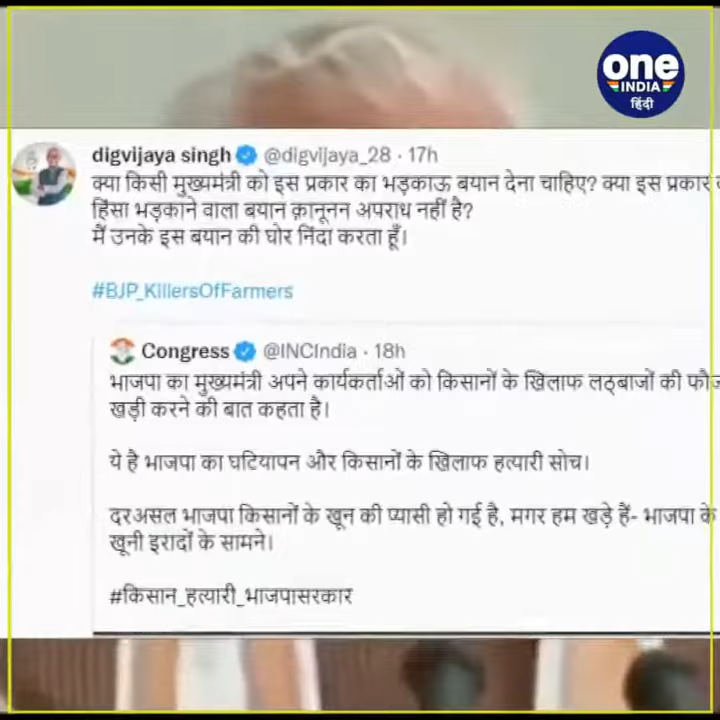 one
INDIA
हिंदी
digvijaya singh @digvijaya_28 · 17h
क्या किसी मुख्यमंत्री को इस प्रकार का भड़काऊ बयान देना चाहिए? क्या इस प्रकार
हिंसा भड़काने वाला बयान क़ानूनन अपराध नहीं है?
मैं उनके इस बयान की घोर निंदा करता हूँ।
#BJP_KillersOfFarmers
Congress @INCIndia · 18h
भाजपा का मुख्यमंत्री अपने कार्यकर्ताओं को किसानों के खिलाफ लठ्बाजों की फौज
खड़ी करने की बात कहता है।
ये है भाजपा का घटियापन और किसानों के खिलाफ हत्यारी सोच।
दरअसल भाजपा किसानों के खून की प्यासी हो गई है, मगर हम खड़े हैं- भाजपा के
खूनी इरादों के सामने।
#किसान_हत्यारी_भाजपासरकार